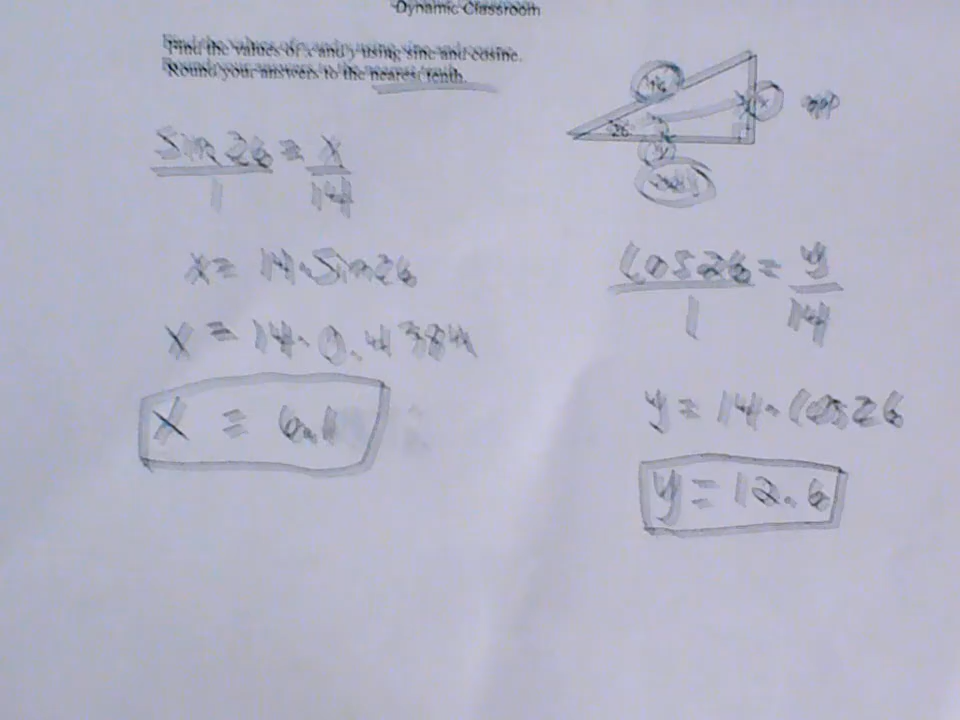 Dynamic Classroom
Find the values of x and y using sine and cosine.
Round your answers to the nearest tenth.
14
26
x
opp
y
Sin 26 = x
1 14
x = 14 · Sin 26
x = 14 · 0.4384
x = 6.1
Cos 26 = y
1 14
y = 14 · Cos 26
y = 12.6